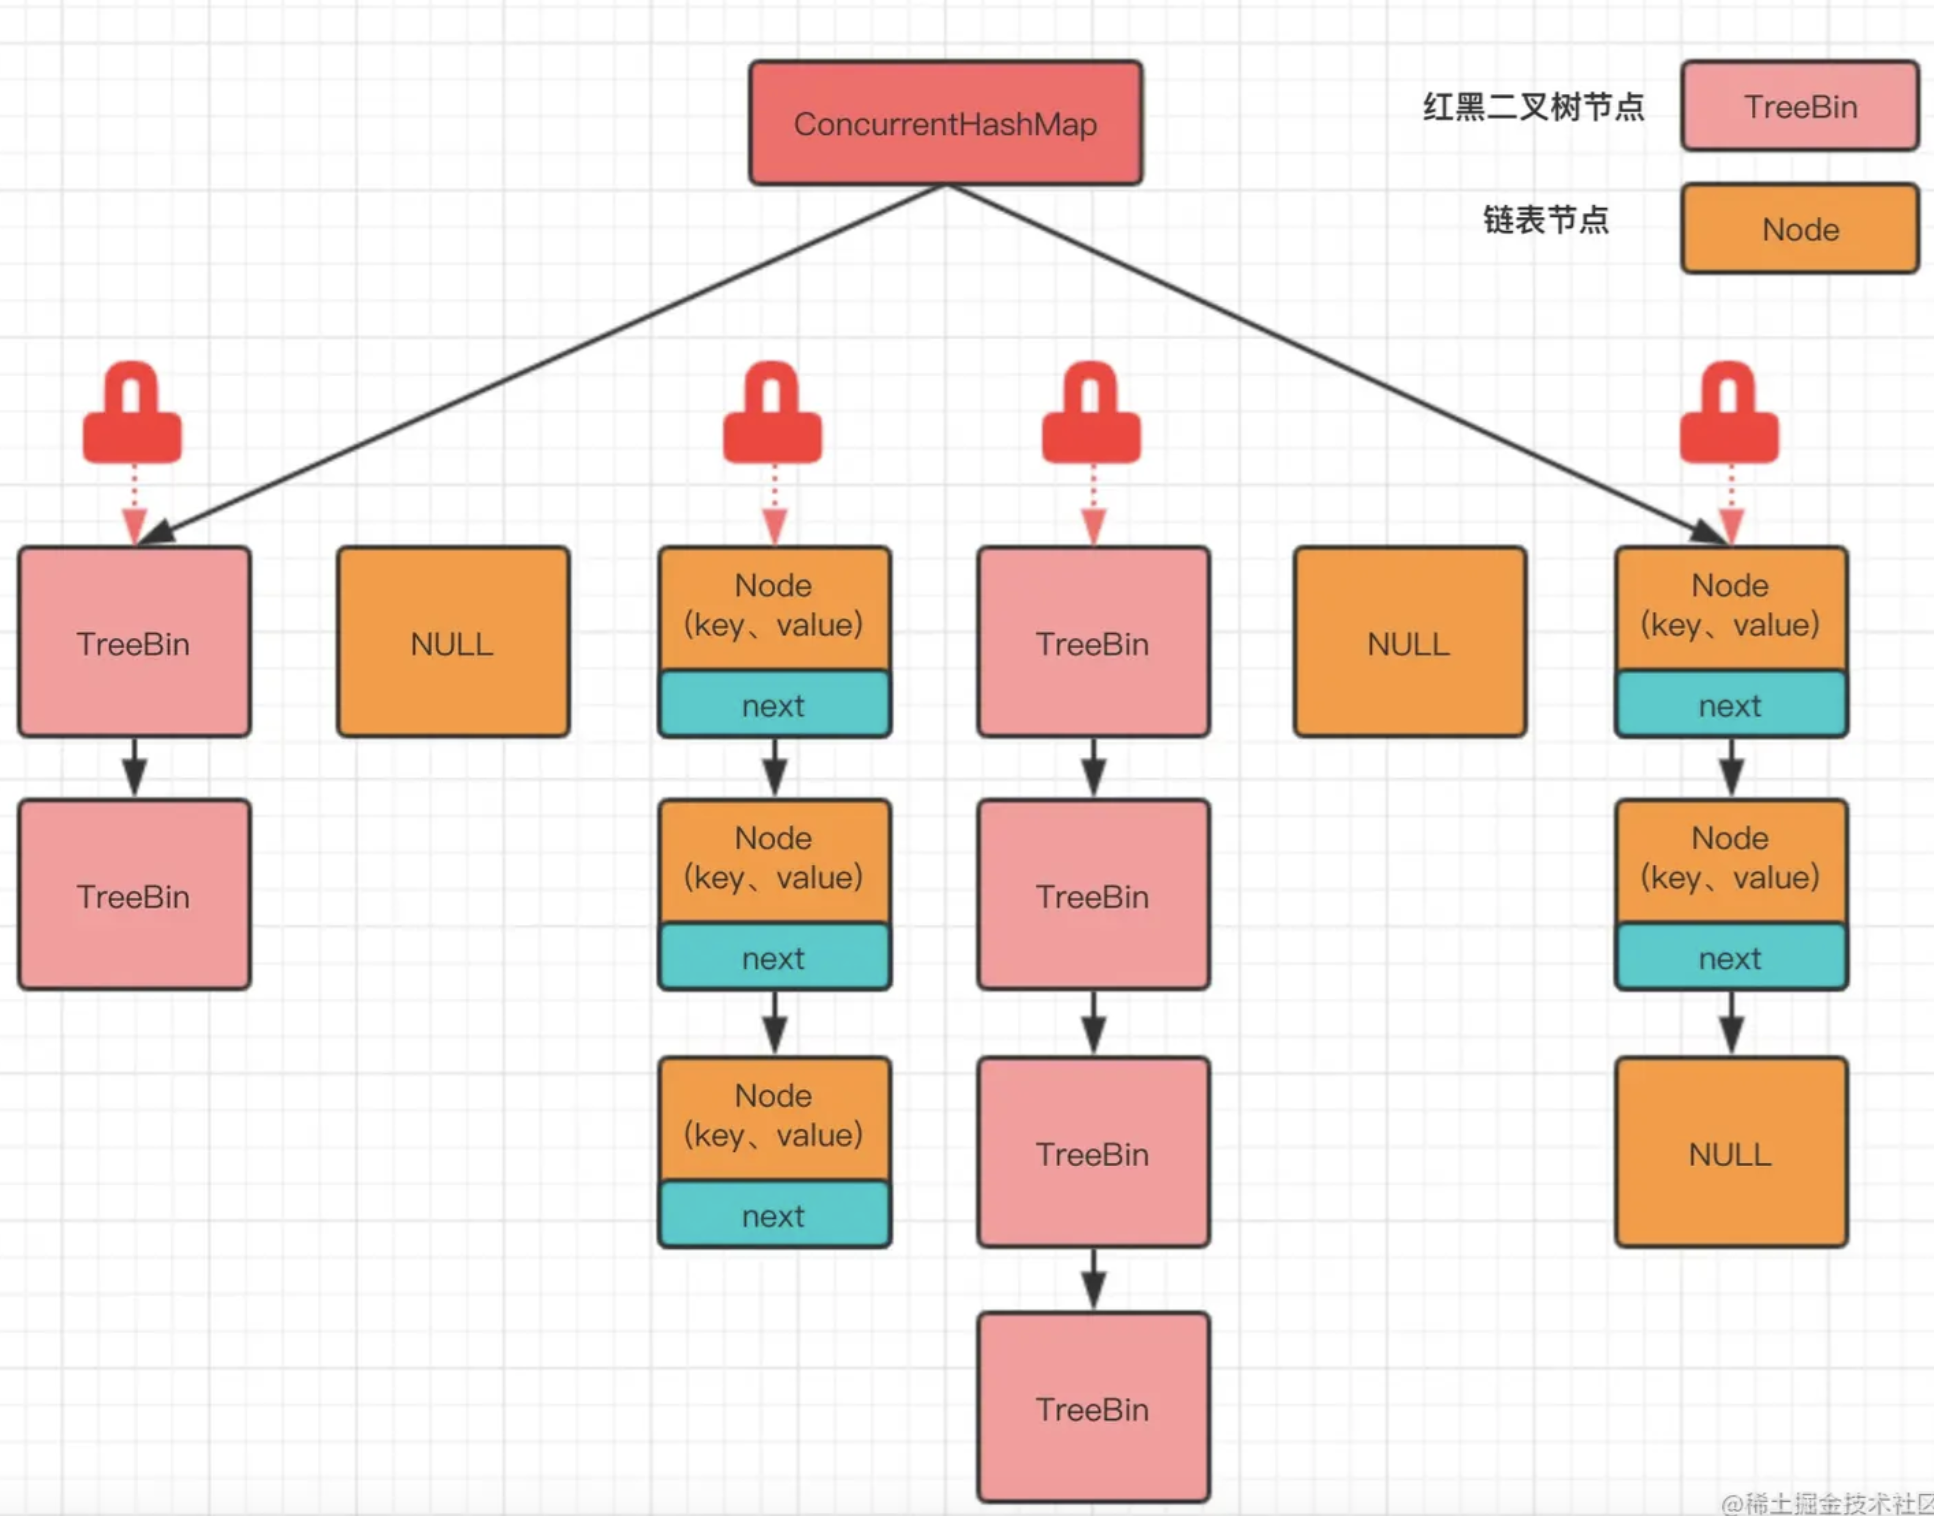 ConcurrentHashMap
红黑二叉树节点
TreeBin
链表节点
Node
TreeBin
NULL
Node
(key、value)
next
TreeBin
NULL
Node
(key、value)
next
TreeBin
Node
(key、value)
next
TreeBin
Node
(key、value)
next
Node
(key、value)
next
TreeBin
NULL
TreeBin
@稀土掘金技术社区